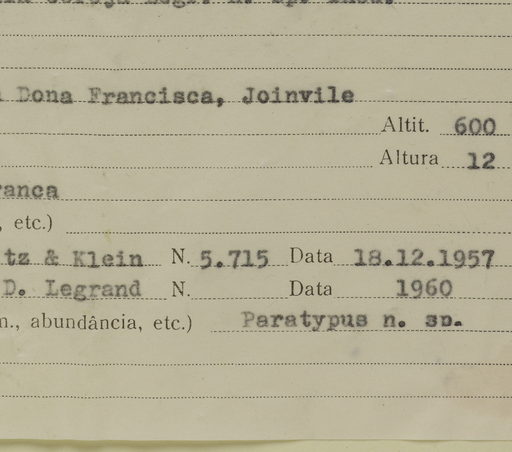 Dona Francisca, Joinvile
Altit. 600
Altura 12
ranca
, etc.)
tz & Klein N. 5.715 Data 18.12.1957
D. Legrand N. Data 1960
n., abundância, etc.) Paratypus n. sp.